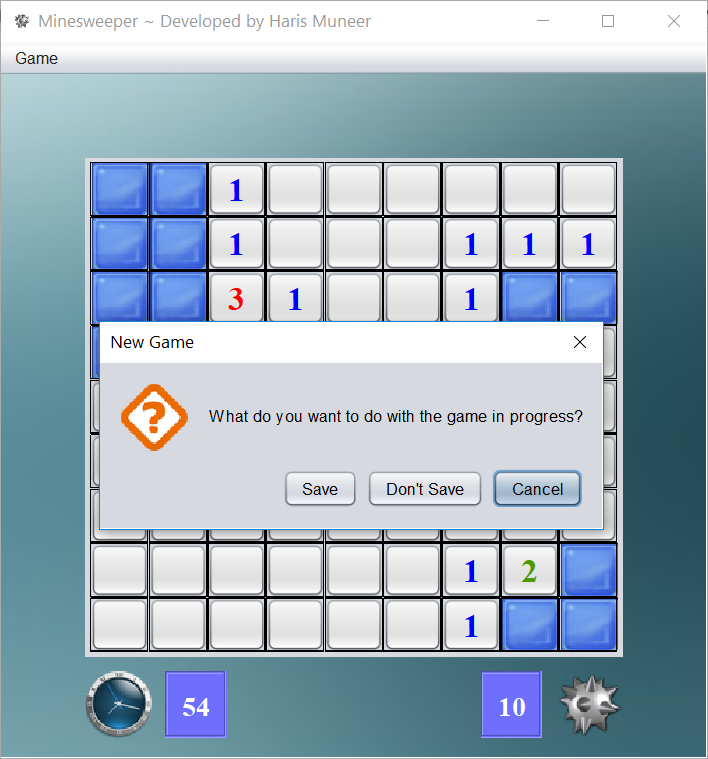 Minesweeper ~ Developed by Haris Muneer
Game
1
1 1 1 1
3 1 1
New Game
?
What do you want to do with the game in progress?
Save Don't Save Cancel
1 2
1
54 10